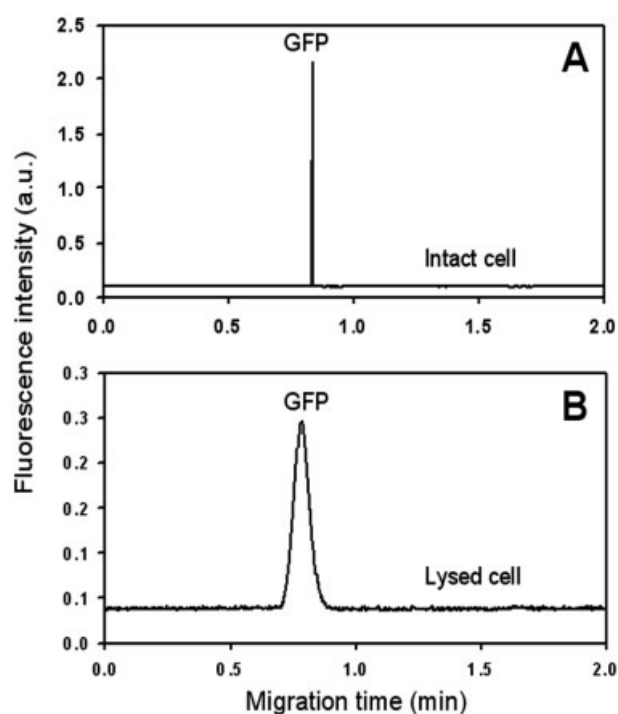 Fluorescence intensity (a.u.)
2.5
2.0
1.5
1.0
0.5
0.0
GFP
A
Intact cell
0.0 0.5 1.0 1.5 2.0
0.3
0.3
0.2
0.2
0.1
0.1
0.0
GFP
B
Lysed cell
0.0 0.5 1.0 1.5 2.0
Migration time (min)